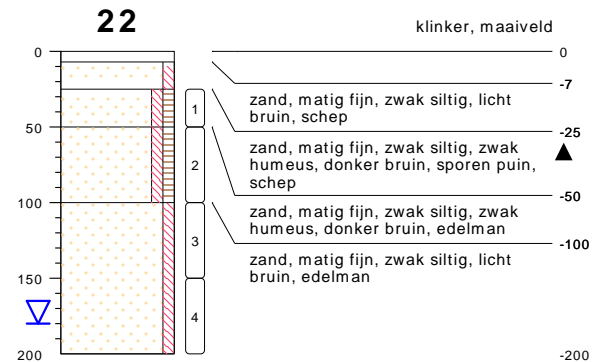 22
klinker, maaiveld
0
0
-7
zand, matig fijn, zwak siltig, licht
bruin, schep
-25
1
50
zand, matig fijn, zwak siltig, zwak
humeus, donker bruin, sporen puin,
schep
2
-50
100
zand, matig fijn, zwak siltig, zwak
humeus, donker bruin, edelman
-100
3
zand, matig fijn, zwak siltig, licht
bruin, edelman
150
4
200
-200